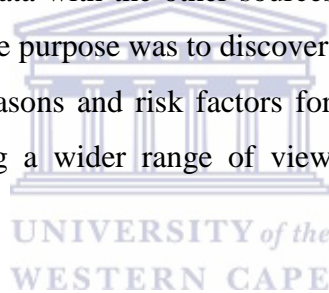 data with the other sources
e purpose was to discover
asons and risk factors for
g a wider range of view
UNIVERSITY of the
WESTERN CAPE